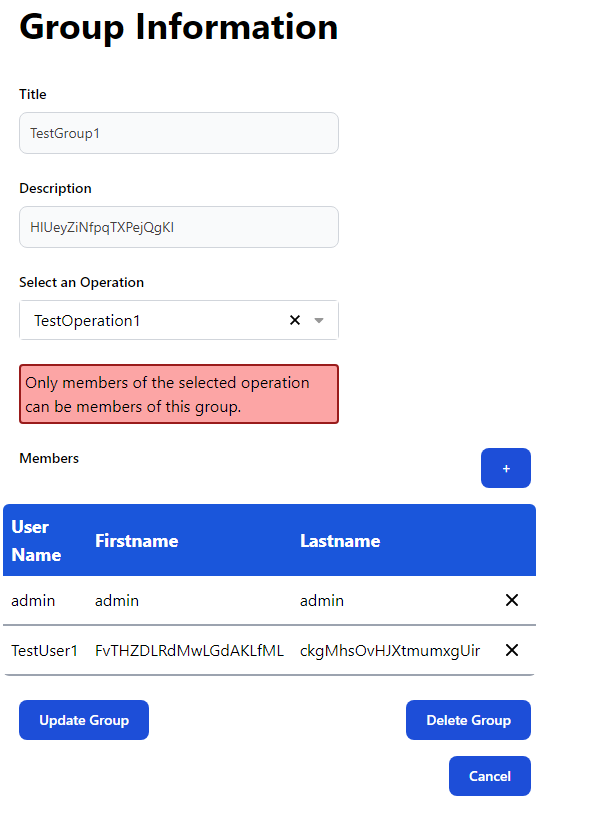 Group Information
Title
TestGroup1
Description
HIUeyZiNfpqTXPejQgKl
Select an Operation
TestOperation1
Only members of the selected operation
can be members of this group.
Members
+
User
Name
Firstname
Lastname
admin admin admin
TestUser1 FvTHZDLRdMwLGdAKLfML ckgMhsOvHJXtmumxgUir
Update Group
Delete Group
Cancel